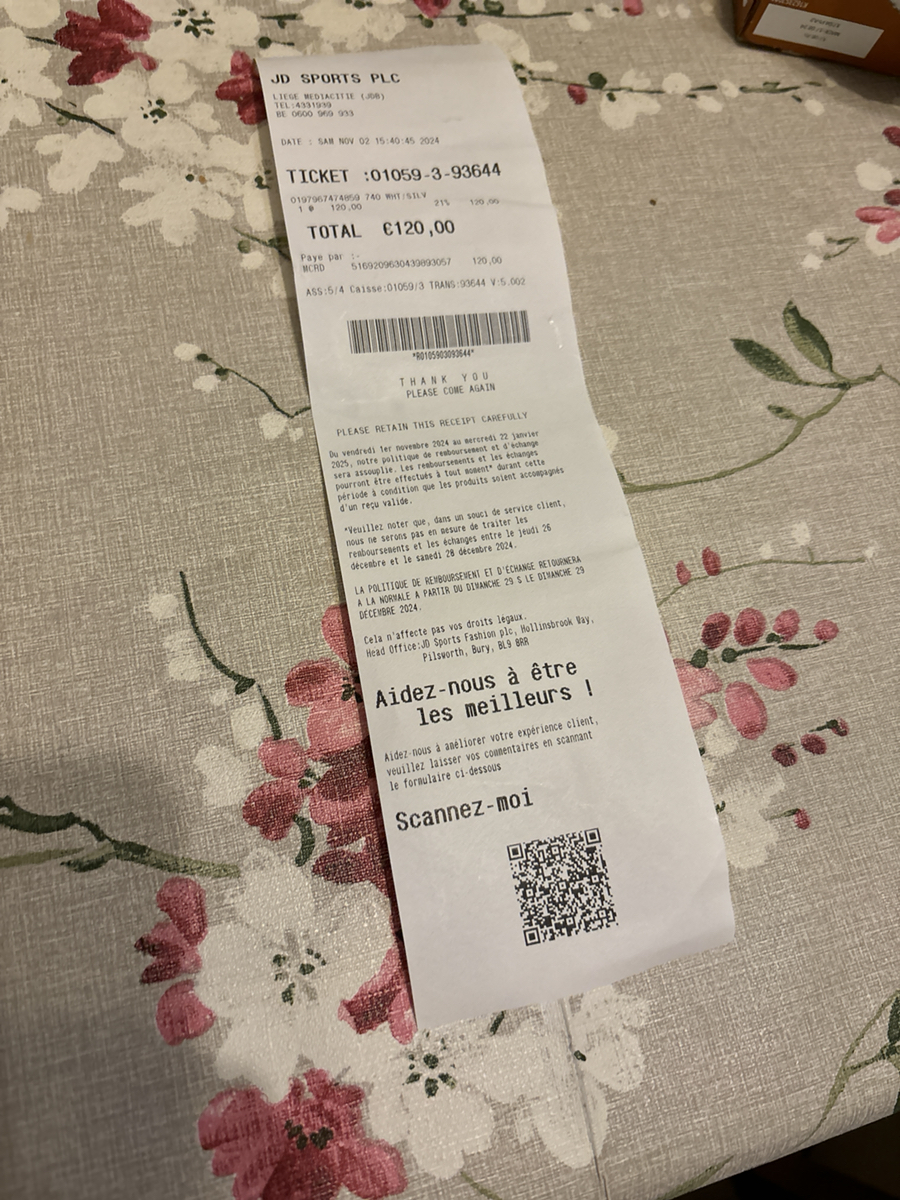 JD SPORTS PLC
LIEGE MEDIACITIE (JDB)
TEL:4331939
BE 0600 969 933
DATE : SAM NOV 02 15:40:45 2024
TICKET :01059-3-93644
0197967474859 740 WHT/SILV
1 @ 120,00 21% 120,00
TOTAL €120,00
Paye par :-
MCRD 5169209630439893057 120,00
ASS:5/4 Caisse:01059/3 TRANS:93644 V:5.002
*R0105903093644*
THANK YOU
PLEASE COME AGAIN
PLEASE RETAIN THIS RECEIPT CAREFULLY
Du vendredi 1er novembre 2024 au mercredi 22 janvier
2025, notre politique de remboursement et d'échange
sera assouplie. Les remboursements et les échanges
pourront être effectués à tout moment* durant cette
période à condition que les produits soient accompagnés
d'un reçu valide.
*Veuillez noter que, dans un souci de service client,
nous ne serons pas en mesure de traiter les
remboursements et les échanges entre le jeudi 26
décembre et le samedi 28 décembre 2024.
LA POLITIQUE DE REMBOURSEMENT ET D'ÉCHANGE RETOURNERA
A LA NORMALE A PARTIR DU DIMANCHE 29 S LE DIMANCHE 29
DÉCEMBRE 2024.
Cela n'affecte pas vos droits légaux.
Head Office:JD Sports Fashion plc, Hollinsbrook Way,
Pilsworth, Bury, BL9 8RR
Aidez-nous à être
les meilleurs !
Aidez-nous à améliorer votre expérience client,
veuillez laisser vos commentaires en scannant
le formulaire ci-dessous
Scannez-moi